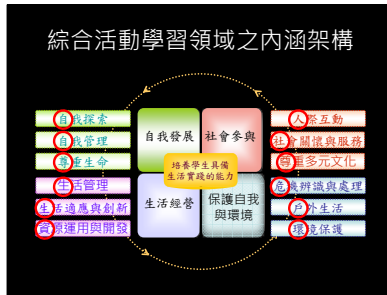 綜合活動學習領域之內涵架構
自我探索
自我管理
尊重生命
生活管理
生活適應與創新
資源運用與開發
自我發展
社會參與
培養學生具備
生活實踐的能力
生活經營
保護自我
與環境
人際互動
社會關懷與服務
尊重多元文化
危機辨識與處理
戶外生活
環境保護